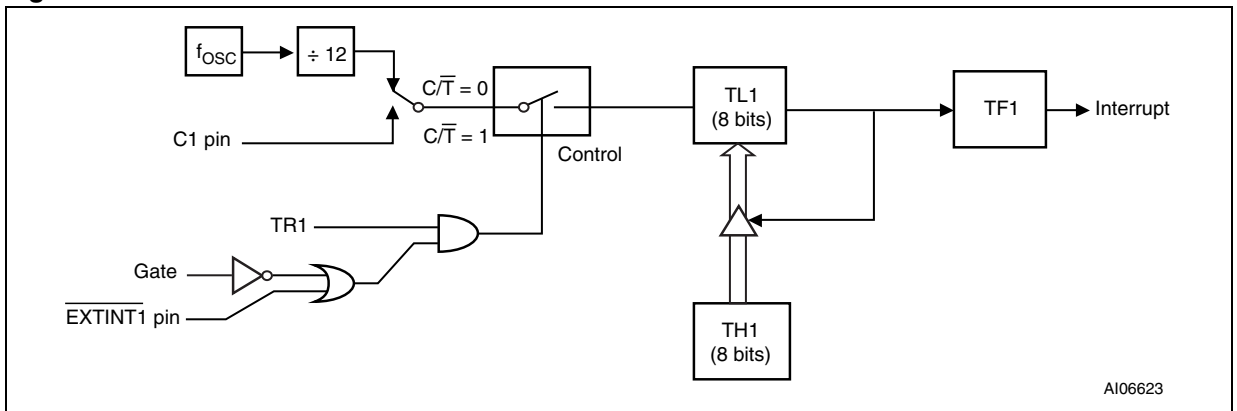 fOSC
÷ 12
C/T̅ = 0
C1 pin
C/T̅ = 1
Control
TL1
(8 bits)
TF1
Interrupt
TR1
Gate
E̅X̅T̅I̅N̅T̅1̅ pin
TH1
(8 bits)
AI06623